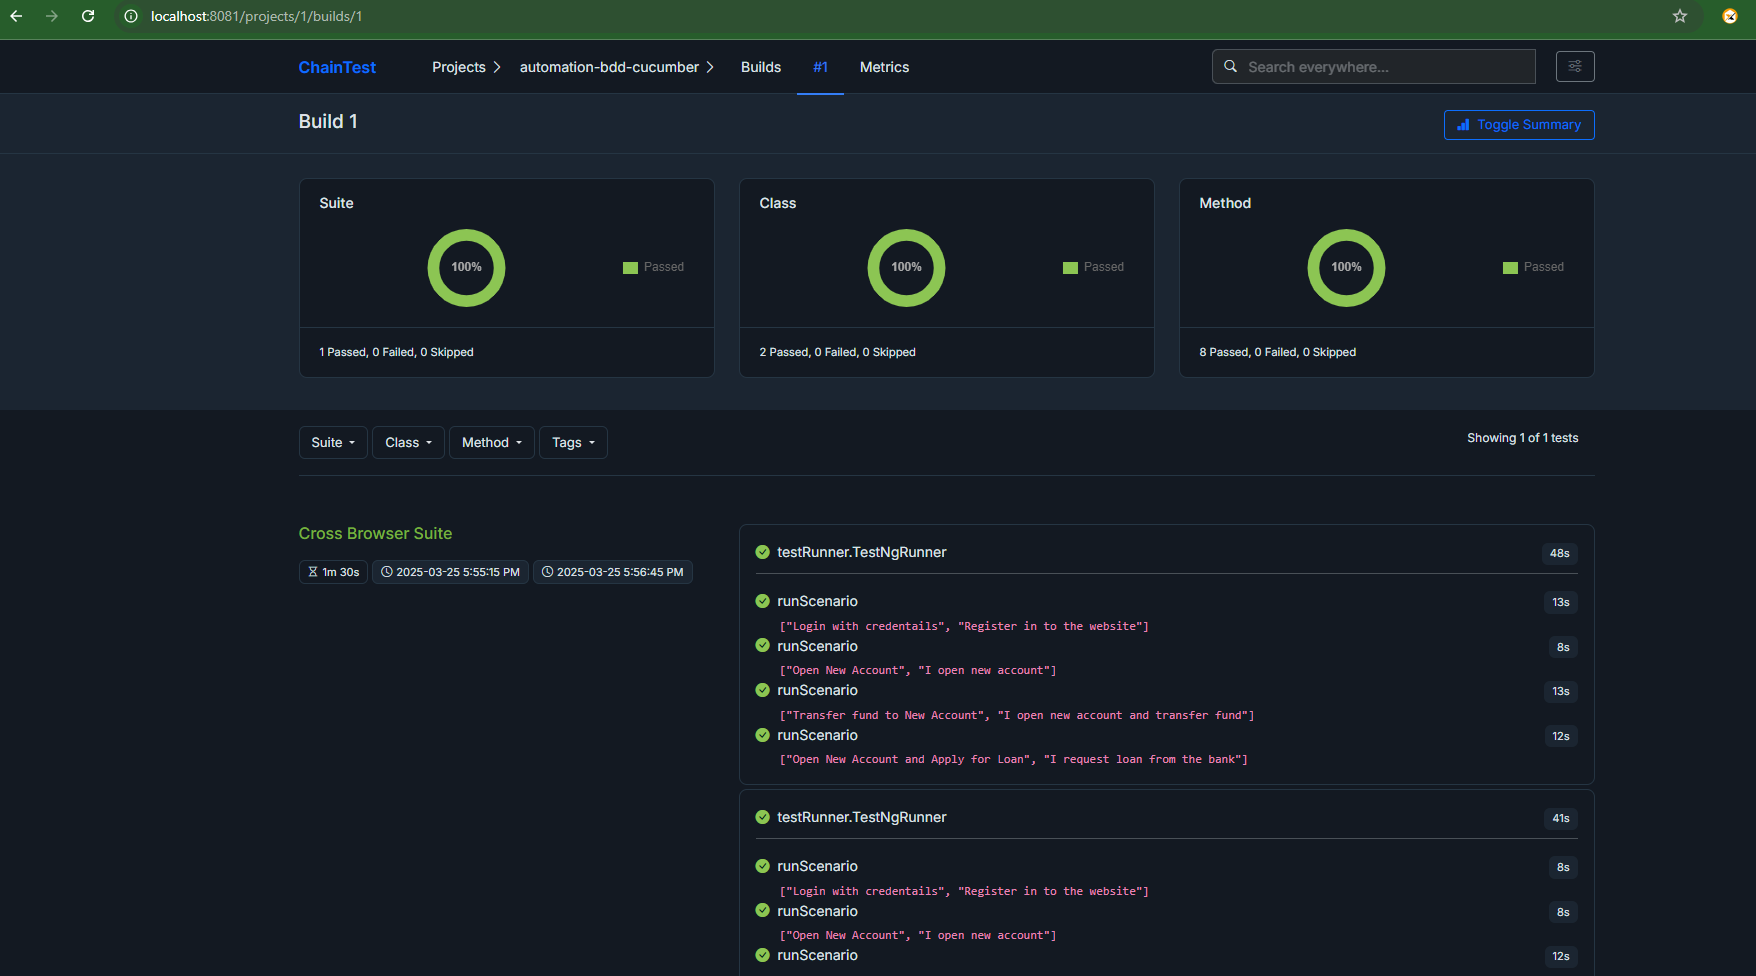 localhost:8081/projects/1/builds/1
ChainTest Projects automation-bdd-cucumber Builds #1 Metrics Search everywhere...
Build 1 Toggle Summary
Suite
100% Passed
1 Passed, 0 Failed, 0 Skipped
Class
100% Passed
2 Passed, 0 Failed, 0 Skipped
Method
100% Passed
8 Passed, 0 Failed, 0 Skipped
Suite Class Method Tags Showing 1 of 1 tests
Cross Browser Suite
1m 30s 2025-03-25 5:55:15 PM 2025-03-25 5:56:45 PM
testRunner.TestNgRunner 48s
runScenario 13s
["Login with credentails", "Register in to the website"]
runScenario 8s
["Open New Account", "I open new account"]
runScenario 13s
["Transfer fund to New Account", "I open new account and transfer fund"]
runScenario 12s
["Open New Account and Apply for Loan", "I request loan from the bank"]
testRunner.TestNgRunner 41s
runScenario 8s
["Login with credentails", "Register in to the website"]
runScenario 8s
["Open New Account", "I open new account"]
runScenario 12s